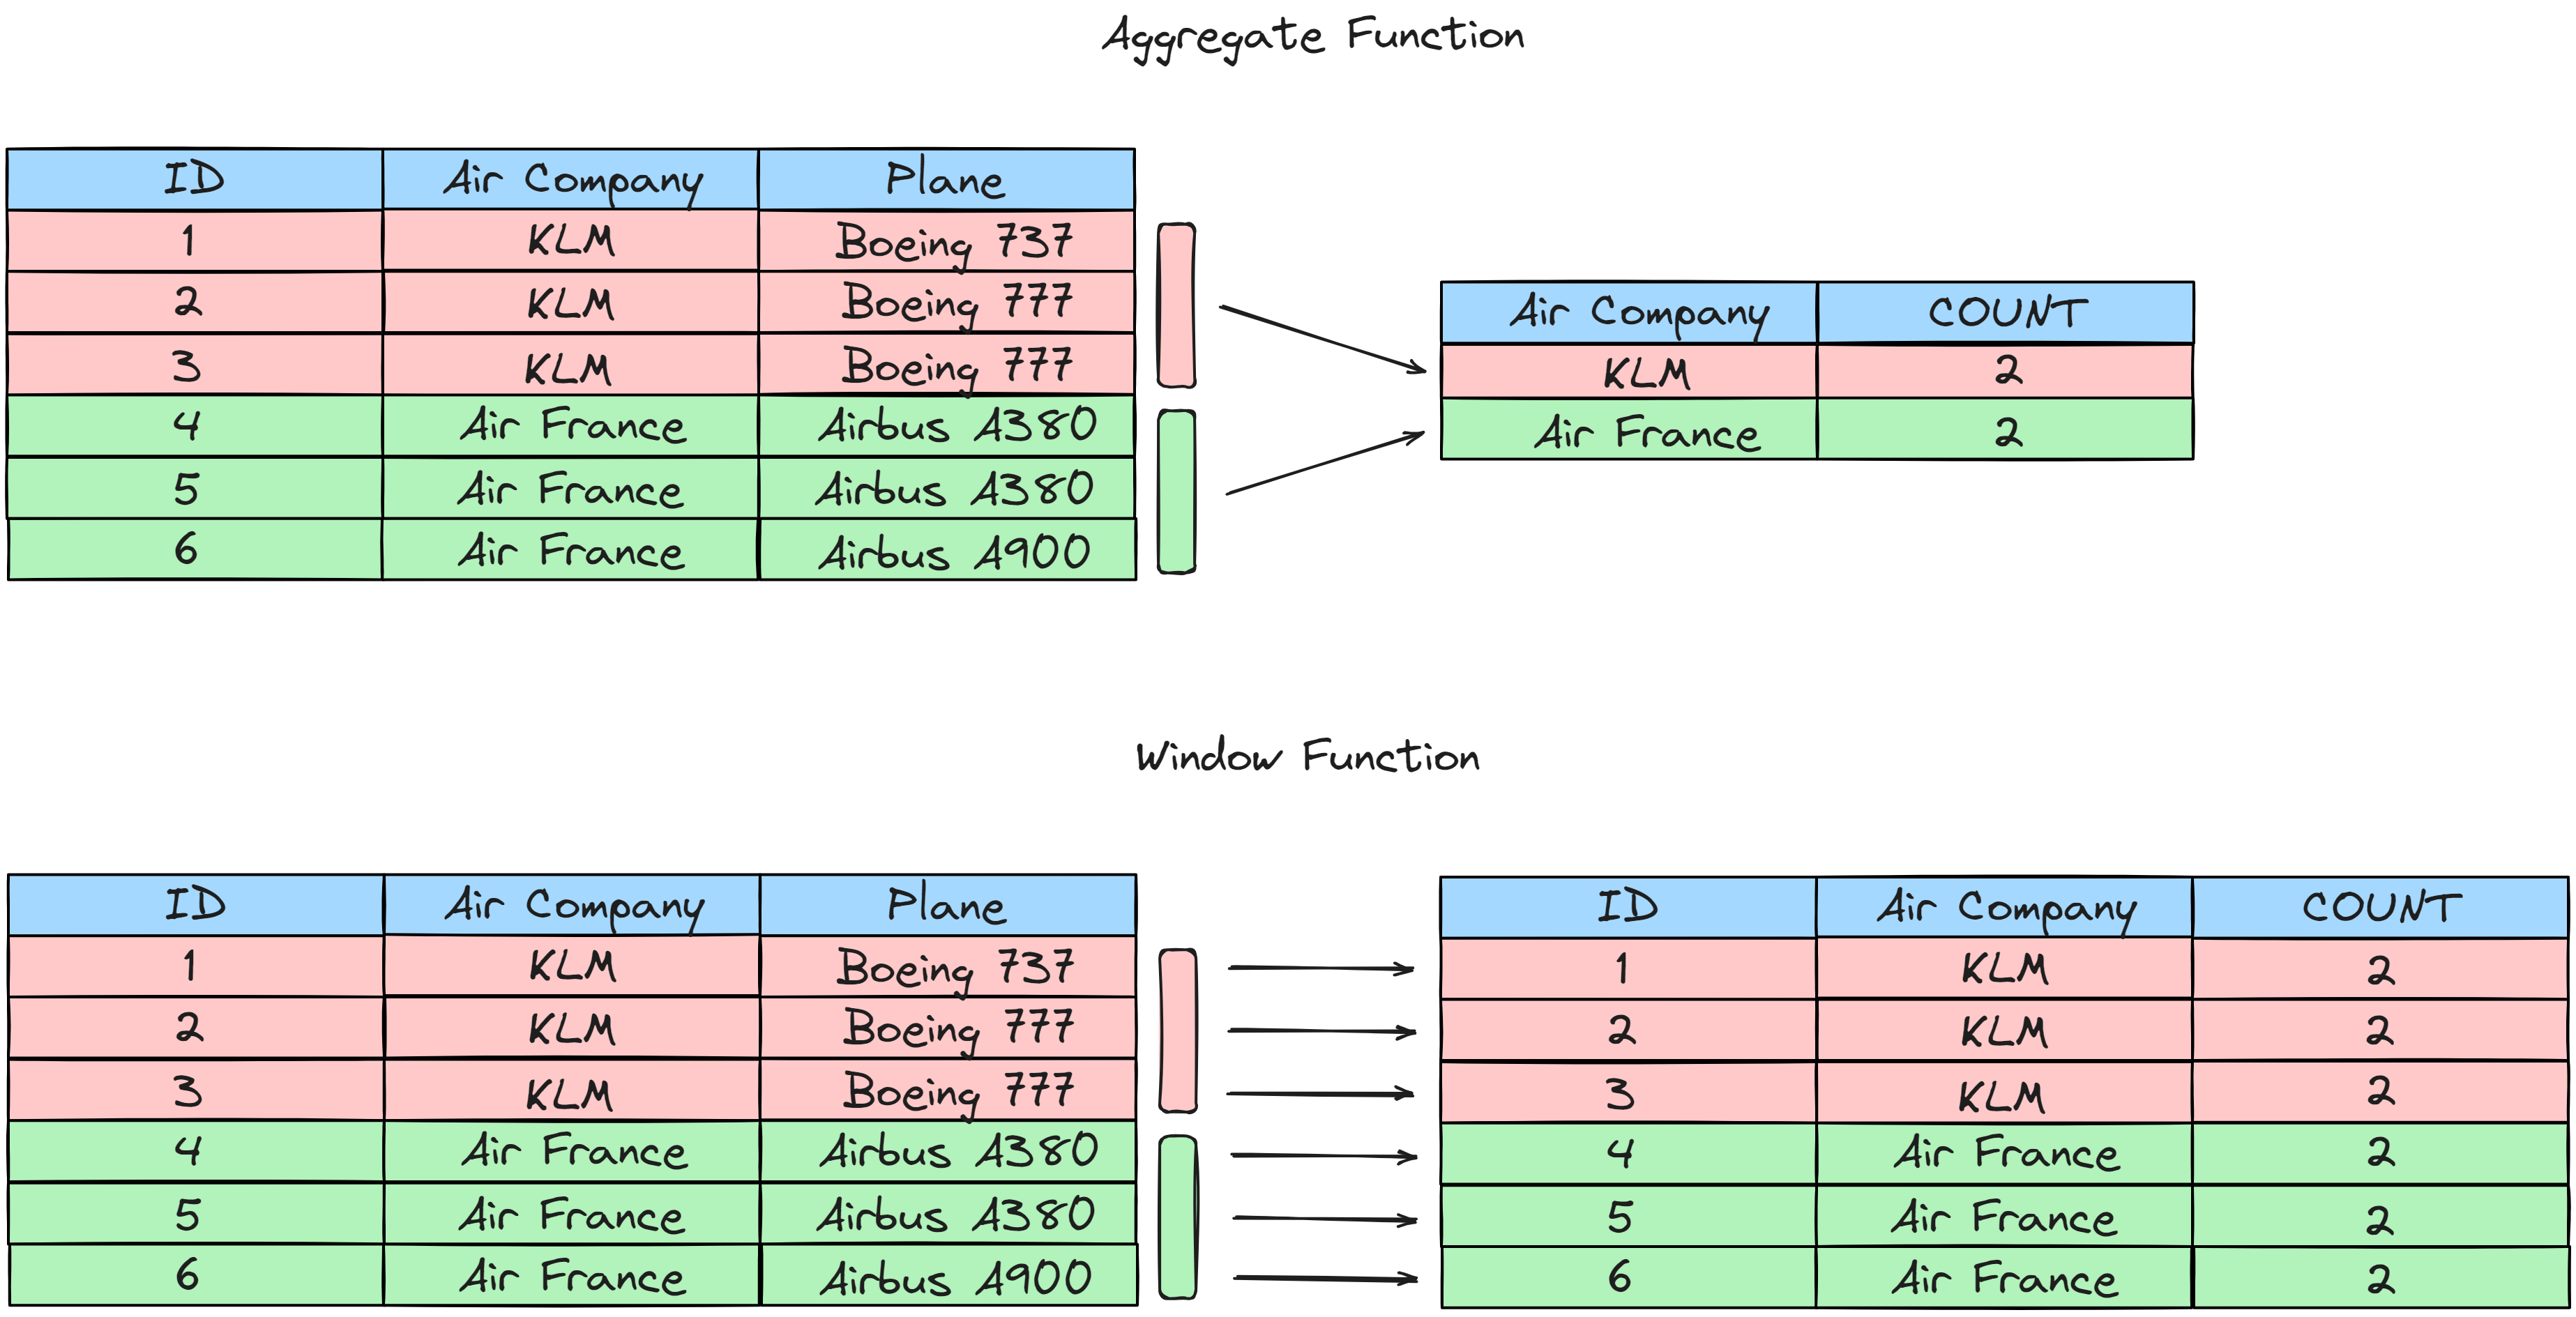 Aggregate Function
ID Air Company Plane
1 KLM Boeing 737
2 KLM Boeing 777
3 KLM Boeing 777
4 Air France Airbus A380
5 Air France Airbus A380
6 Air France Airbus A900
Air Company COUNT
KLM 2
Air France 2
Window Function
ID Air Company Plane
1 KLM Boeing 737
2 KLM Boeing 777
3 KLM Boeing 777
4 Air France Airbus A380
5 Air France Airbus A380
6 Air France Airbus A900
ID Air Company COUNT
1 KLM 2
2 KLM 2
3 KLM 2
4 Air France 2
5 Air France 2
6 Air France 2